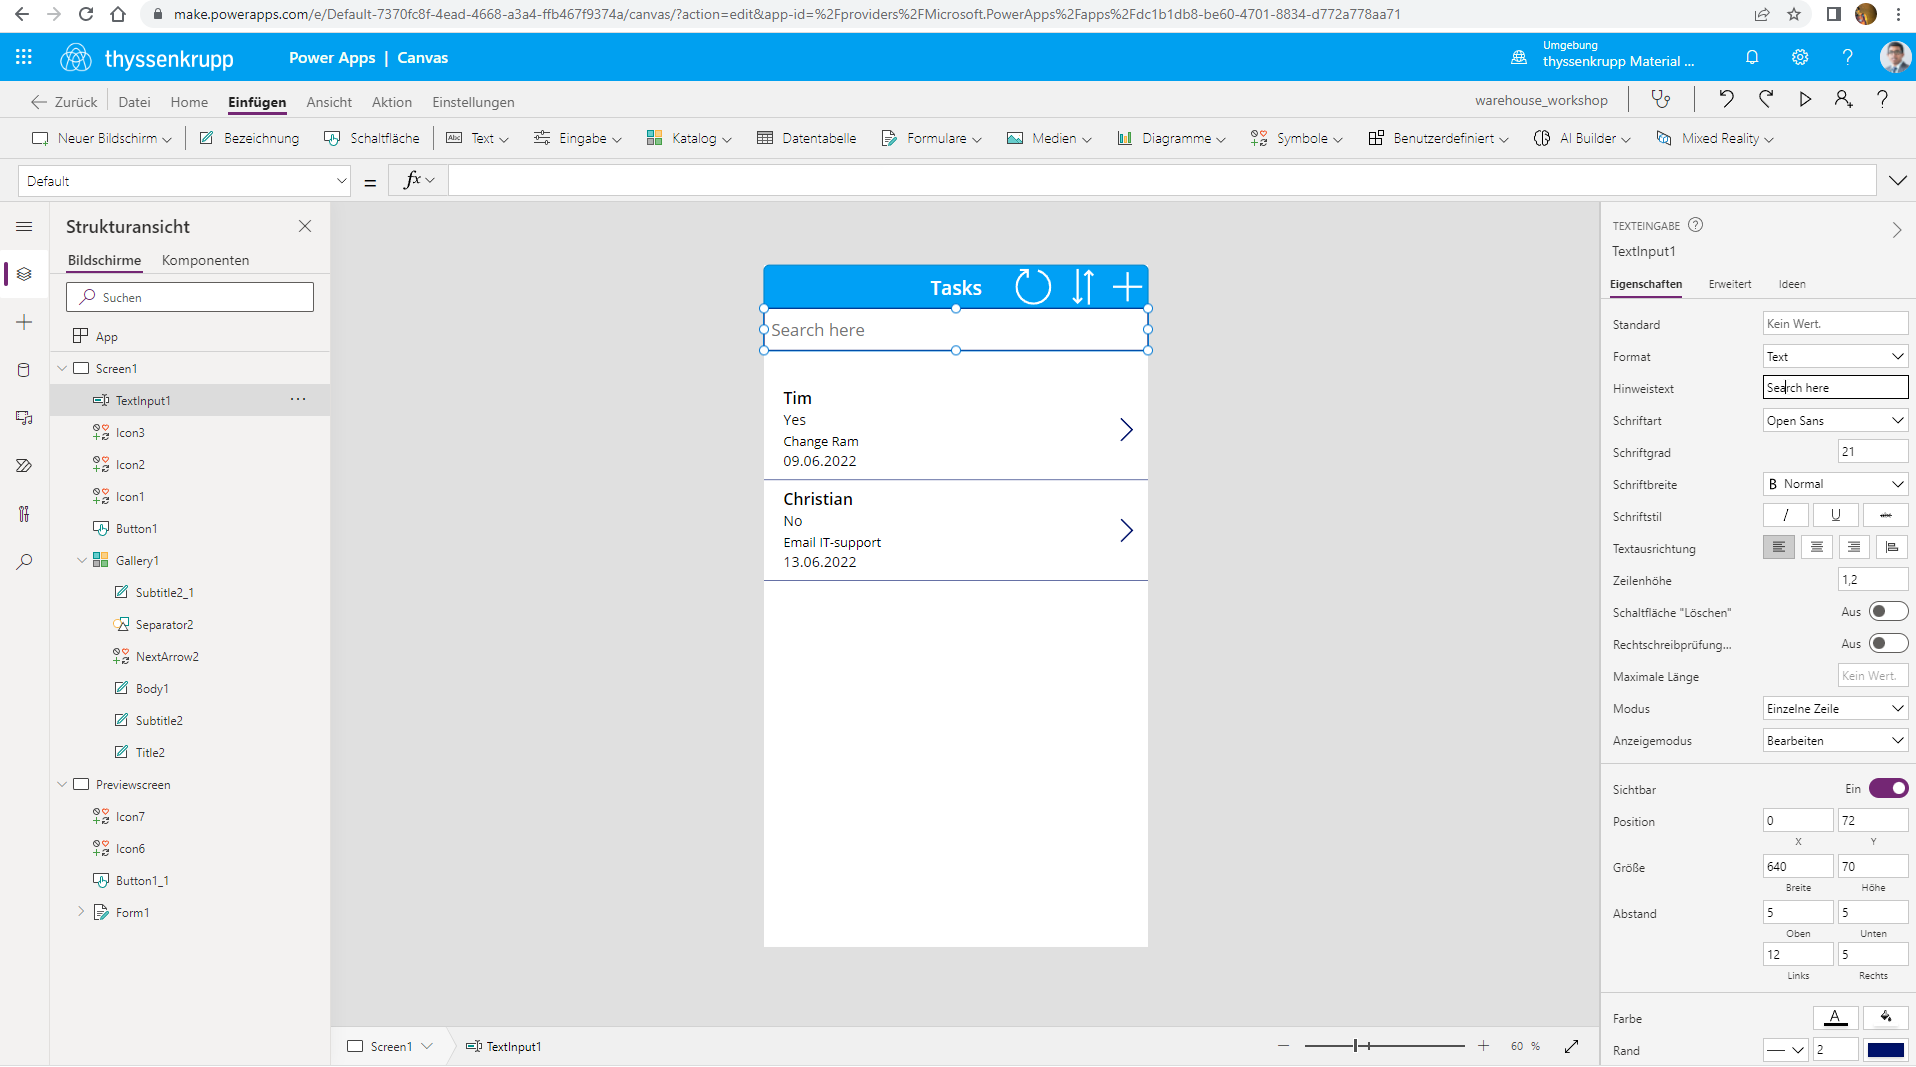 make.powerapps.com/e/Default-7370fc8f-4ead-4668-a3a4-ffb467f9374a/canvas/?action=edit&app-id=%2Fproviders%2FMicrosoft.PowerApps%2Fapps%2Fdc1b1db8-be60-4701-8834-d772a778aa71
thyssenkrupp
Power Apps | Canvas
Umgebung
thyssenkrupp Material ...
Zurück
Datei
Home
Einfügen
Ansicht
Aktion
Einstellungen
warehouse_workshop
Neuer Bildschirm
Bezeichnung
Schaltfläche
Abc
Text
Eingabe
Katalog
Datentabelle
Formulare
Medien
Diagramme
Symbole
Benutzerdefiniert
AI Builder
Mixed Reality
Default
=
fx
Strukturansicht
Bildschirme
Komponenten
Suchen
App
Screen1
TextInput1
Icon3
Icon2
Icon1
Button1
Gallery1
Subtitle2_1
Separator2
NextArrow2
Body1
Subtitle2
Title2
Previewscreen
Icon7
Icon6
Button1_1
Form1
Tasks
Search here
Tim
Yes
Change Ram
09.06.2022
Christian
No
Email IT-support
13.06.2022
Screen1
TextInput1
60 %
TEXTEINGABE
TextInput1
Eigenschaften
Erweitert
Ideen
Standard
Kein Wert.
Format
Text
Hinweistext
Search here
Schriftart
Open Sans
Schriftgrad
21
Schriftbreite
B Normal
Schriftstil
/
U
abc
Textausrichtung
Zeilenhöhe
1,2
Schaltfläche "Löschen"
Aus
Rechtschreibprüfung...
Aus
Maximale Länge
Kein Wert.
Modus
Einzelne Zeile
Anzeigemodus
Bearbeiten
Sichtbar
Ein
Position
0
72
X
Y
Größe
640
70
Breite
Höhe
Abstand
5
5
Oben
Unten
12
5
Links
Rechts
Farbe
A
Rand
2